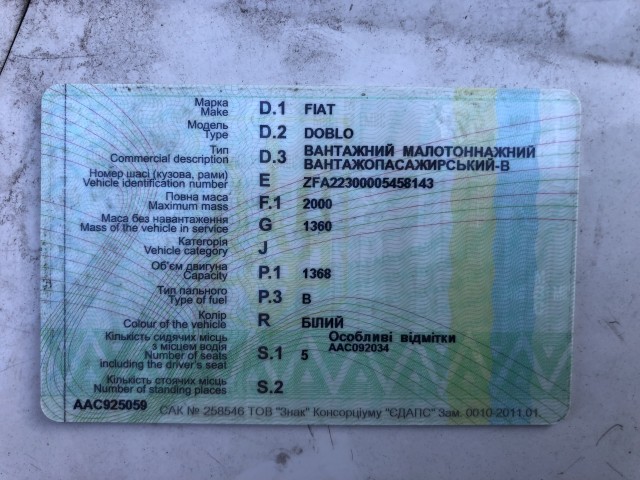 Марка
Make D.1 FIAT
Модель
Type D.2 DOBLO
Тип
Commercial description D.3 ВАНТАЖНИЙ МАЛОТОННАЖНИЙ
ВАНТАЖОПАСАЖИРСЬКИЙ-В
Номер шасі (кузова, рами)
Vehicle identification number E ZFA22300005458143
Повна маса
Maximum mass F.1 2000
Маса без навантаження
Mass of the vehicle in service G 1360
Категорія
Vehicle category J
Об'єм двигуна
Capacity P.1 1368
Тип пального
Type of fuel P.3 B
Колір
Colour of the vehicle R БІЛИЙ
Кількість сидячих місць
з місцем водія
Number of seats
including the driver's seat S.1 5
Особливі відмітки
ААС092034
Кількість стоячих місць
Number of standing places S.2
ААС925059 САК № 258546 ТОВ "Знак" Консорціуму "ЄДАПС" Зам. 0010-2011.01.